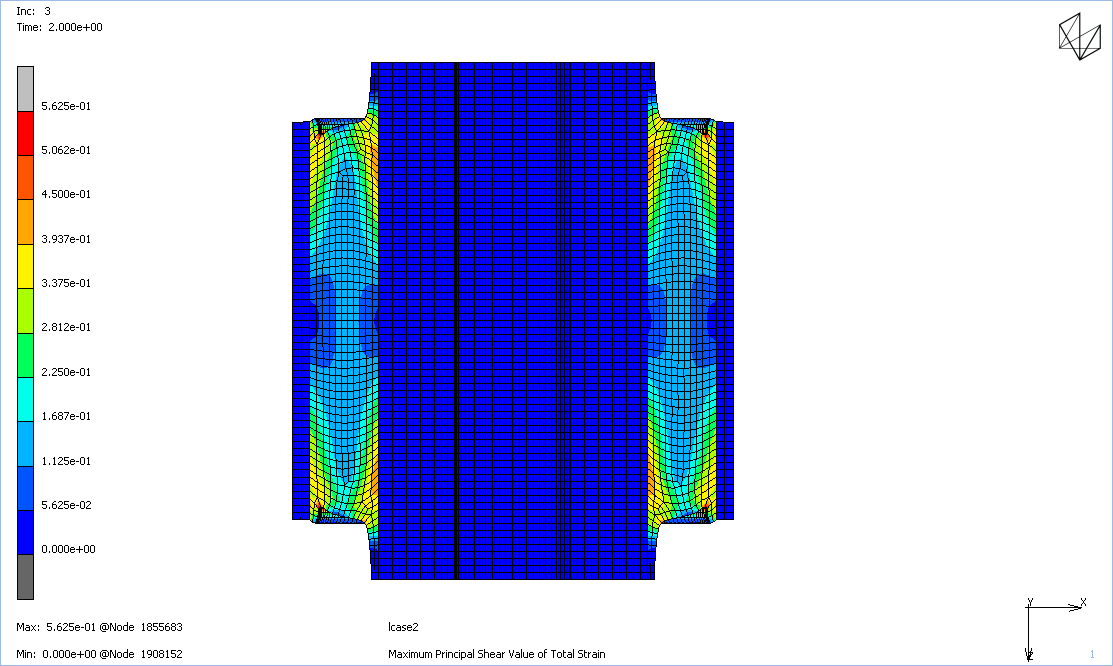 Inc: 3
Time: 2.000e+00
5.625e-01
5.062e-01
4.500e-01
3.937e-01
3.375e-01
2.812e-01
2.250e-01
1.687e-01
1.125e-01
5.625e-02
0.000e+00
Y X
Z
Max: 5.625e-01 @Node 1855683
lcase2
Min: 0.000e+00 @Node 1908152
Maximum Principal Shear Value of Total Strain
1